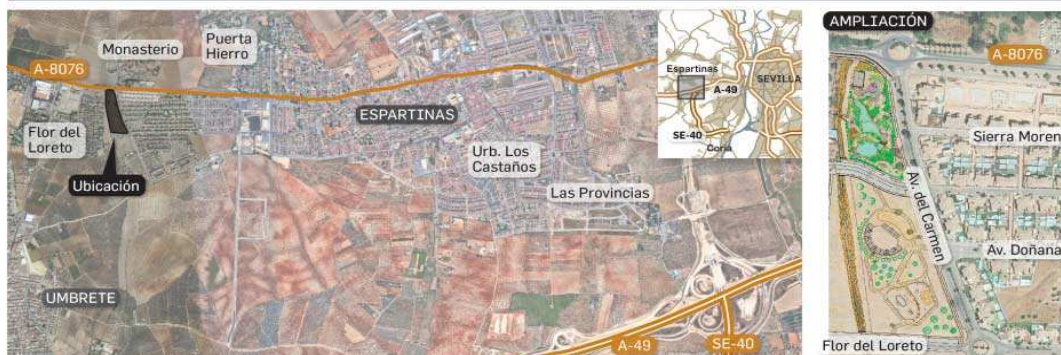 Monasterio
Puerta
Hierro
A-8076
ESPARTINAS
Flor del
Loreto
Ubicación
Urb. Los
Castaños
Las Provincias
UMBRETE
A-49
SE-40
Espartinas
SEVILLA
A-49
SE-40
Coria
AMPLIACIÓN
A-8076
Sierra Moren
Av. del Carmen
Av. Doñana
Flor del Loreto